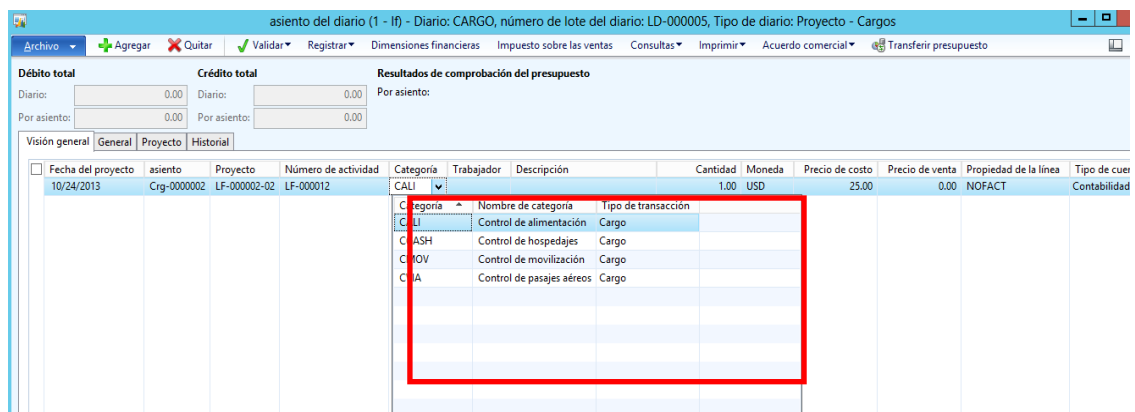 asiento del diario (1 - lf) - Diario: CARGO, número de lote del diario: LD-000005, Tipo de diario: Proyecto - Cargos
Archivo Agregar Quitar Validar Registrar Dimensiones financieras Impuesto sobre las ventas Consultas Imprimir Acuerdo comercial Transferir presupuesto
Débito total Crédito total Resultados de comprobación del presupuesto
Diario: 0.00 Diario: 0.00 Por asiento:
Por asiento: 0.00 Por asiento: 0.00
Visión general General Proyecto Historial
Fecha del proyecto asiento Proyecto Número de actividad Categoría Trabajador Descripción Cantidad Moneda Precio de costo Precio de venta Propiedad de la línea Tipo de cuer
10/24/2013 Crg-0000002 LF-000002-02 LF-000012 CALI 1.00 USD 25.00 0.00 NOFACT Contabilidad
Categoría Nombre de categoría Tipo de transacción
CALI Control de alimentación Cargo
Control de hospedajes Cargo
CMOV Control de movilización Cargo
CVIA Control de pasajes aéreos Cargo